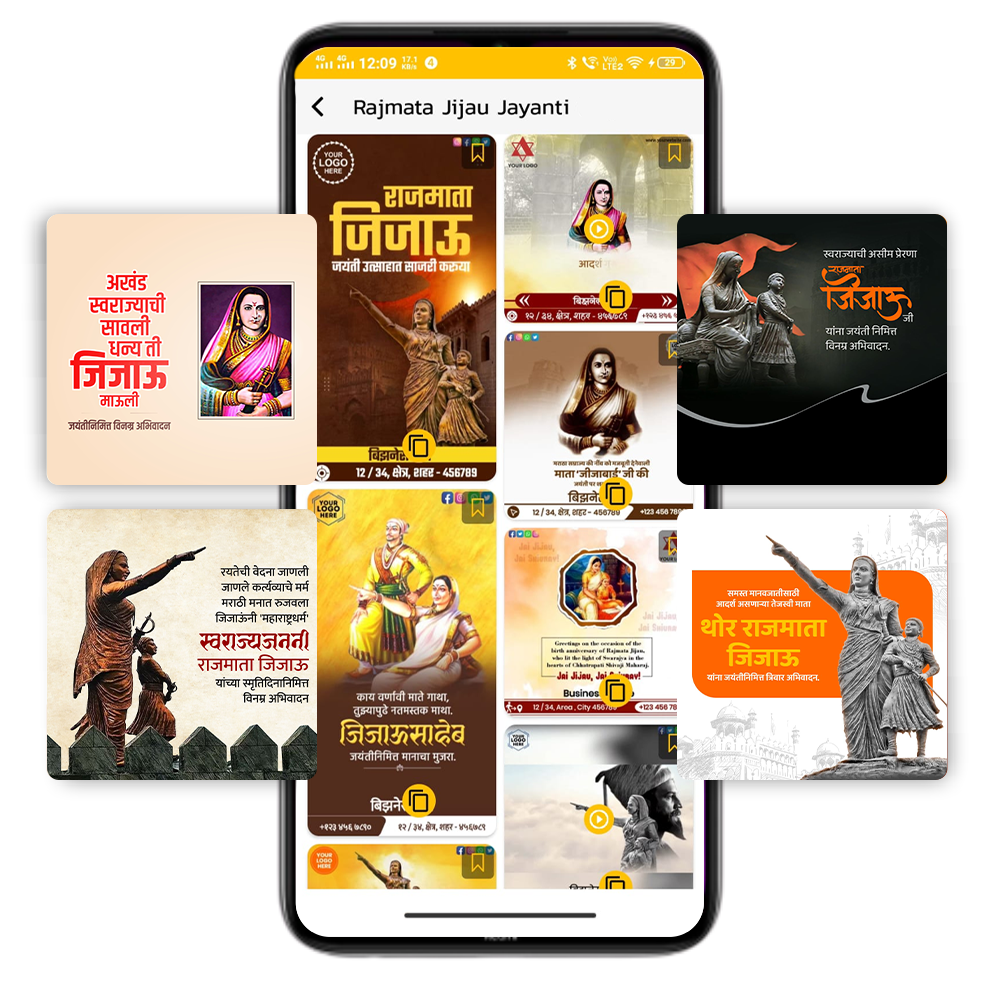 4G 4G 12:09 17.1 KB/s 4
Vo)) LTE2 29
Rajmata Jijau Jayanti
YOUR
LOGO
HERE
राजमाता
जिजाऊ
जयंती उत्साहात साजरी करूया
बिझने
12 / 34, क्षेत्र, शहर - 456789
YOUR LOGO
आदर्श
बिझने
१२ / ३४, क्षेत्र, शहर - ४५६७८९
+१२३ ४५६
अखंड
स्वराज्याची
सावली
धन्य ती
जिजाऊ
माऊली
जयंतीनिमित्त विनम्र अभिवादन
स्वराज्याची असीम प्रेरणा
राजमाता
जिजाऊ
जी
यांना जयंती निमित्त
विनम्र अभिवादन.
मराठा साम्राज्य की नींव को मजबूती देनेवाली
माता 'जीजाबाई' जी की
जयंती पर
बिझने
12 / 34, क्षेत्र, शहर - 456789
+123 456 789
YOUR
LOGO
HERE
काय वर्णावी माते गाथा,
तुझ्यापुढे नतमस्तक माथा.
जिजाऊसाहेब
जयंतीनिमित्त मानाचा मुजरा.
बिझने
+१२३ ४५६ ७८९०
१२ / ३४, क्षेत्र, शहर - ४५६७८९
Jai Jijau,
Jai Shivray!
Jai Jijau
Greetings on the occasion of the
birth anniversary of Rajmata Jijau,
who lit the light of Swarajya in the
hearts of Chhatrapati Shivaji Maharaj.
Jai Jijau, Jai
Business
12 / 34, Area , City 456789
+123 456 78
रयतेची वेदना जाणली
जाणले कर्त्यव्याचे मर्म
मराठी मनात रुजवला
जिजाऊंनी 'महाराष्ट्रधर्म'
स्वराज्यजननी
राजमाता जिजाऊ
यांच्या स्मृतिदिनानिमित्त
विनम्र अभिवादन
समस्त मानवजातीसाठी
आदर्श असणाऱ्या तेजस्वी माता
थोर राजमाता
जिजाऊ
यांना जयंतीनिमित्त त्रिवार अभिवादन.
YOUR
LOGO
HERE
YOUR
LOGO
HERE